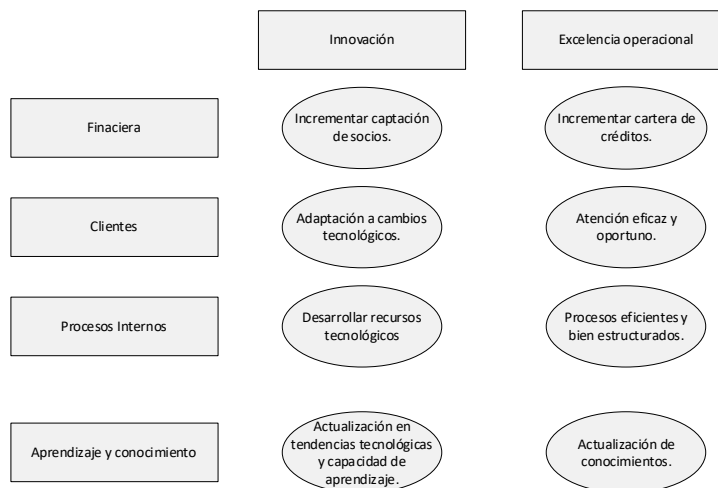 Innovación
Excelencia operacional
Finaciera
Incrementar captación
de socios.
Incrementar cartera de
créditos.
Clientes
Adaptación a cambios
tecnológicos.
Atención eficaz y
oportuno.
Procesos Internos
Desarrollar recursos
tecnológicos
Procesos eficientes y
bien estructurados.
Aprendizaje y conocimiento
Actualización en
tendencias tecnológicas
y capacidad de
aprendizaje.
Actualización de
conocimientos.